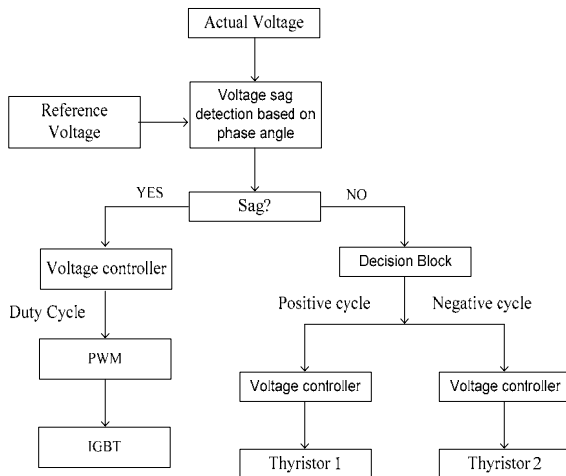 Actual Voltage
Voltage sag
detection based on
phase angle
Reference
Voltage
YES
Sag?
NO
Voltage controller
Decision Block
Duty Cycle
Positive cycle
Negative cycle
PWM
Voltage controller
Voltage controller
IGBT
Thyristor 1
Thyristor 2